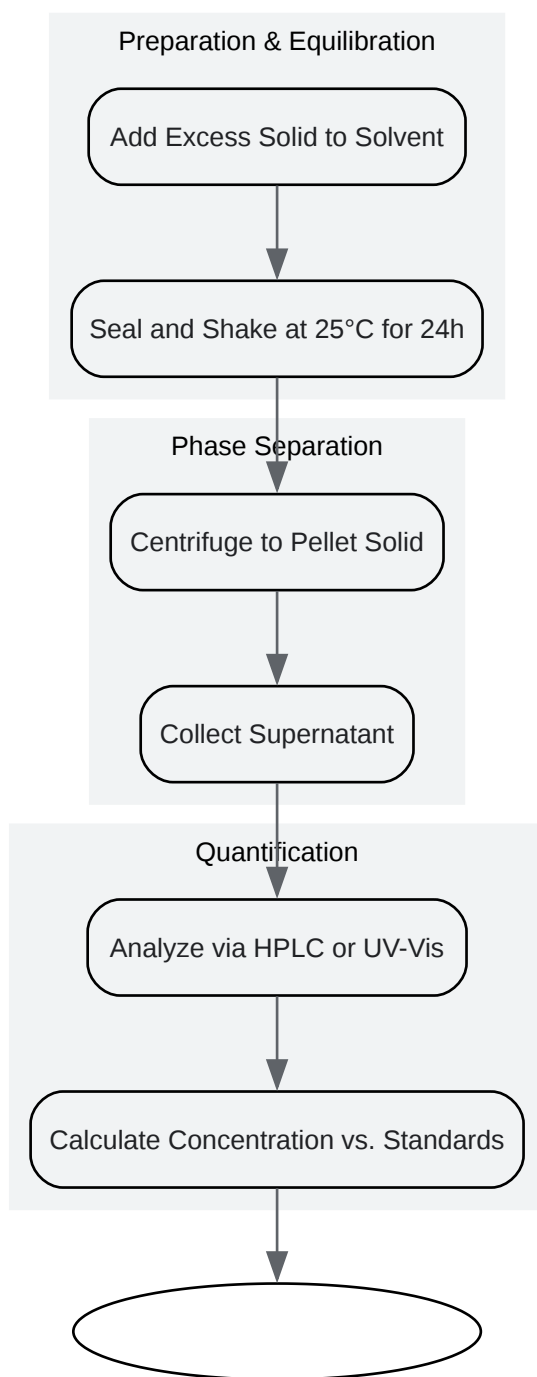 Preparation & Equilibration
Add Excess Solid to Solvent
Seal and Shake at 25°C for 24h
Phase Separation
Centrifuge to Pellet Solid
Collect Supernatant
Quantification
Analyze via HPLC or UV-Vis
Calculate Concentration vs. Standards